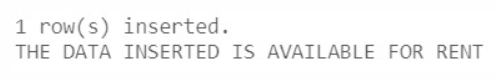 1 row(s) inserted.
THE DATA INSERTED IS AVAILABLE FOR RENT